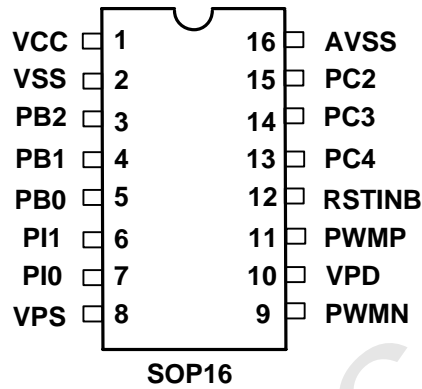 VCC 1 16 AVSS
VSS 2 15 PC2
PB2 3 14 PC3
PB1 4 13 PC4
PB0 5 12 RSTINB
PI1 6 11 PWMP
PI0 7 10 VPD
VPS 8 9 PWMN
SOP16